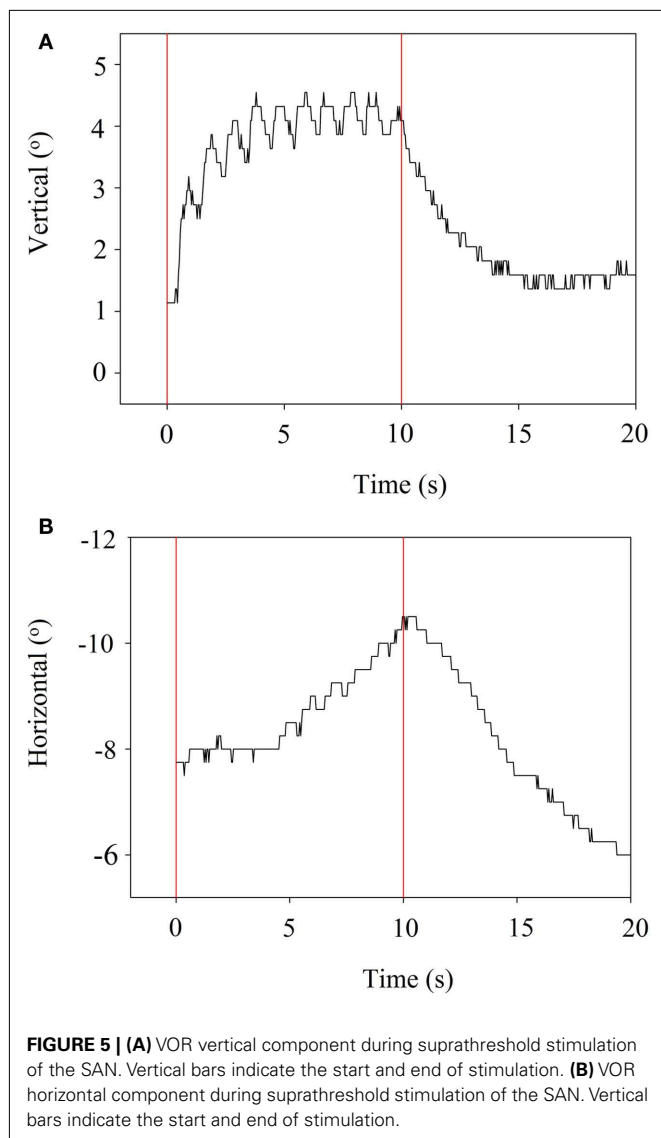 A
5
4
3
2
1
0
Vertical (°)
0 5 10 15 20
Time (s)
B
-12
-10
-8
-6
Horizontal (°)
0 5 10 15 20
Time (s)
FIGURE 5 | (A) VOR vertical component during suprathreshold stimulation
of the SAN. Vertical bars indicate the start and end of stimulation. (B) VOR
horizontal component during suprathreshold stimulation of the SAN. Vertical
bars indicate the start and end of stimulation.